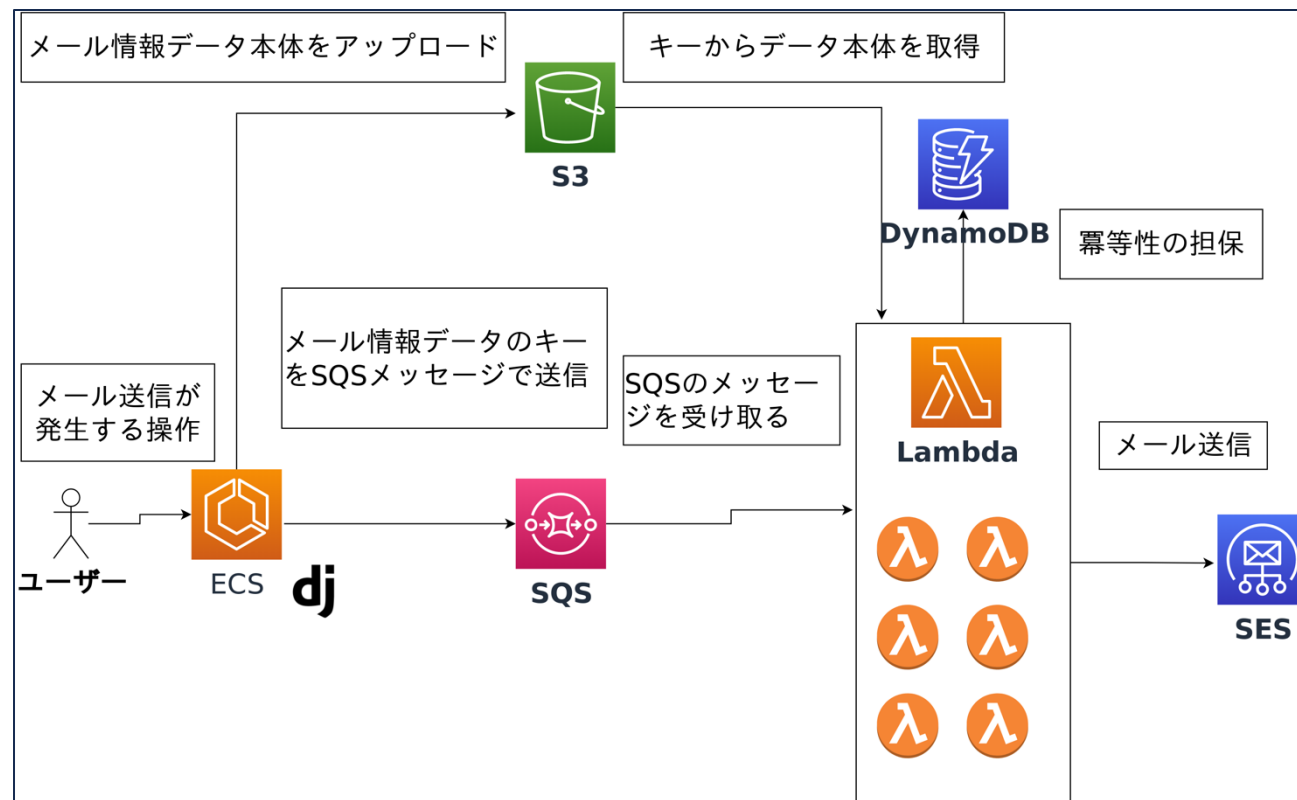 メール情報データ本体をアップロード
キーからデータ本体を取得
S3
DynamoDB
冪等性の担保
メール情報データのキー
をSQSメッセージで送信
SQSのメッセー
ジを受け取る
メール送信が
発生する操作
Lambda
メール送信
ユーザー
ECS
dj
SQS
SES